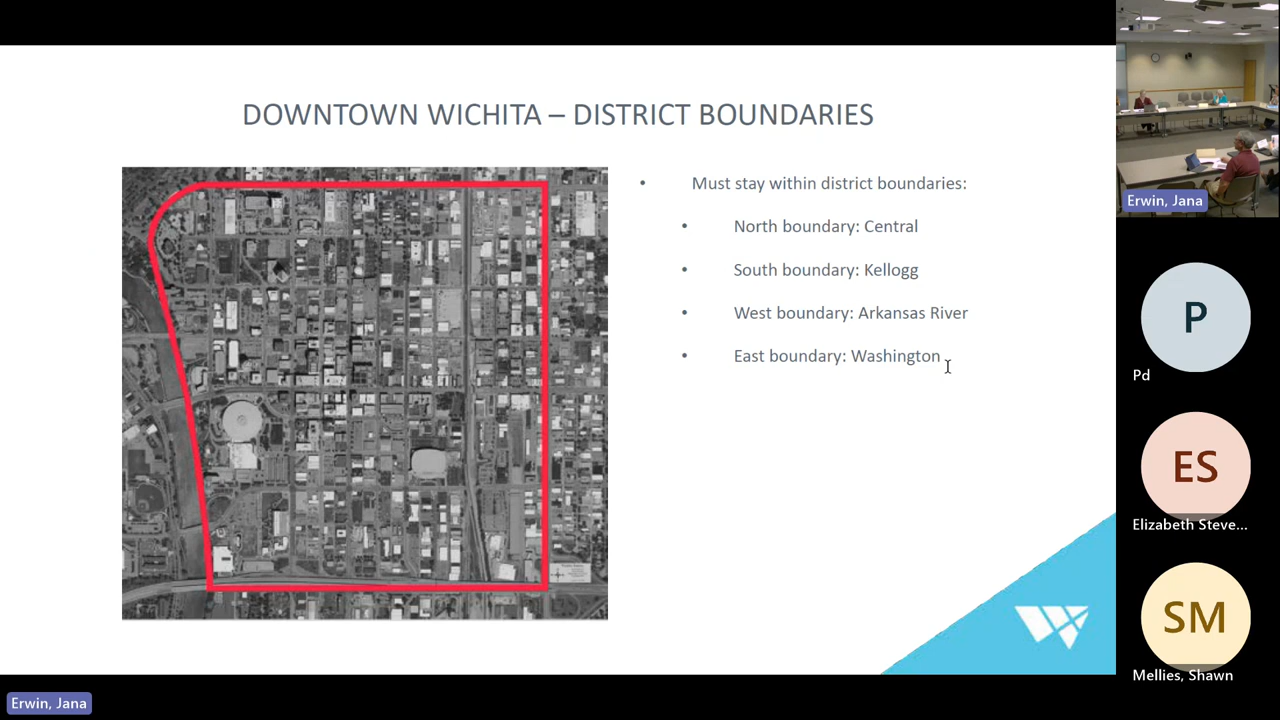 DOWNTOWN WICHITA – DISTRICT BOUNDARIES
• Must stay within district boundaries:
• North boundary: Central
• South boundary: Kellogg
• West boundary: Arkansas River
• East boundary: Washington
Erwin, Jana
P
Pd
ES
Elizabeth Steve...
SM
Mellies, Shawn
Erwin, Jana